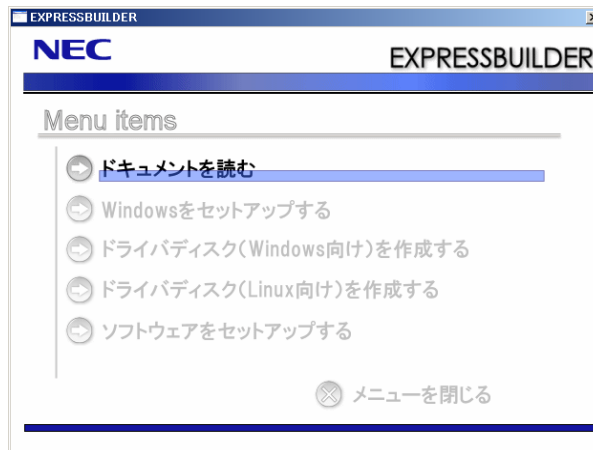 EXPRESSBUILDER
NEC
EXPRESSBUILDER
Menu items
ドキュメントを読む
Windowsをセットアップする
ドライバディスク(Windows向け)を作成する
ドライバディスク(Linux向け)を作成する
ソフトウェアをセットアップする
メニューを閉じる